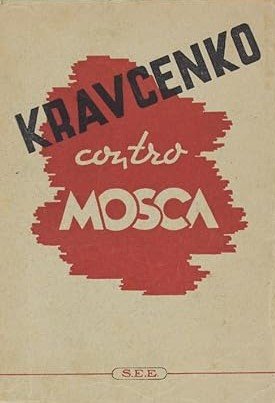 KRAVCENKO
contro
MOSCA
S.E.E.